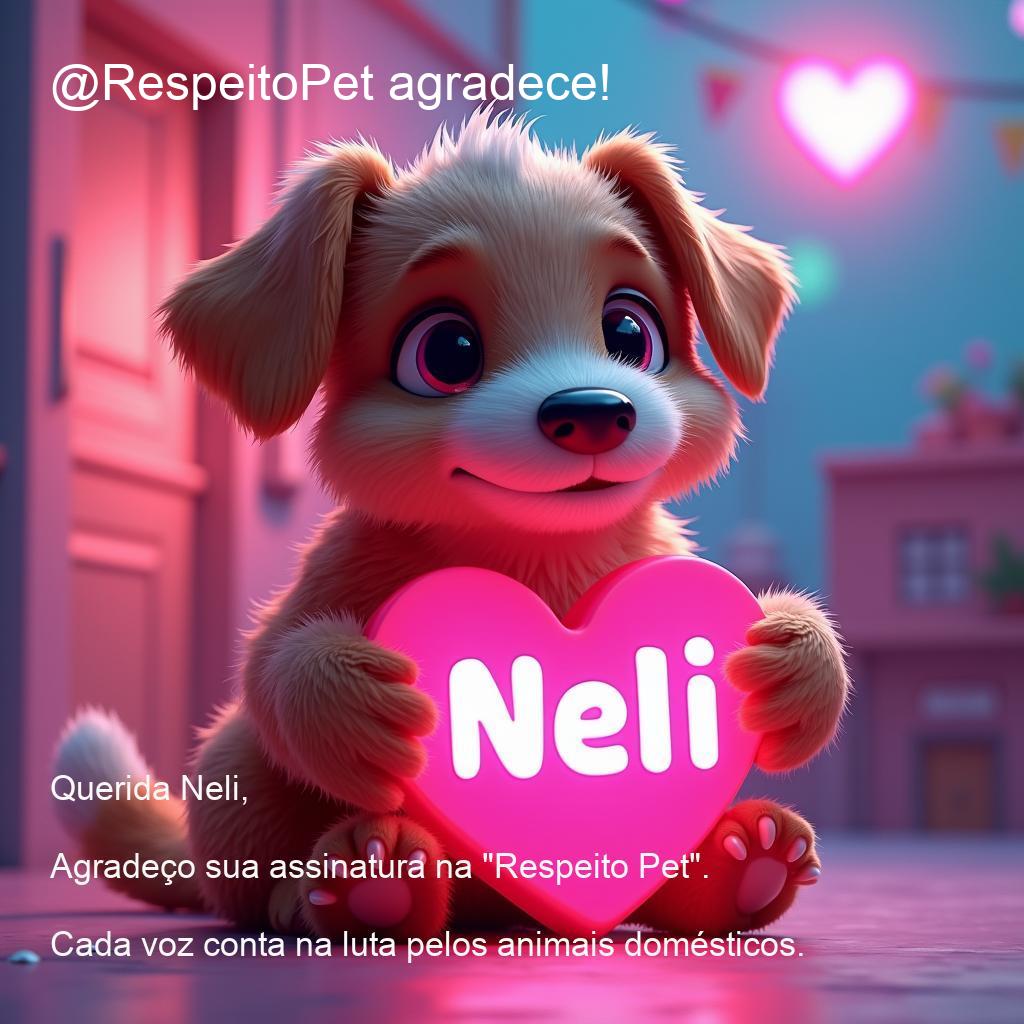 @RespeitoPet agradece!
Neli
Querida Neli,
Agradeço sua assinatura na "Respeito Pet".
Cada voz conta na luta pelos animais domésticos.